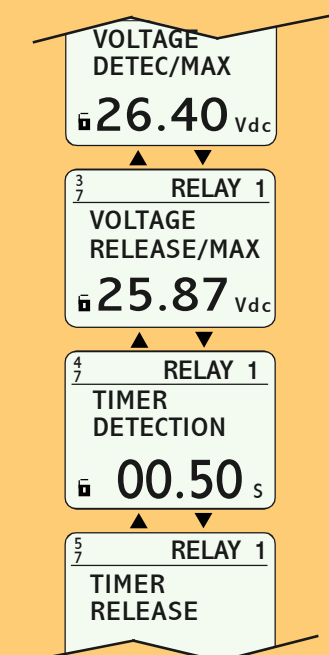 VOLTAGE
DETEC/MAX
26.40 Vdc
3/7 RELAY 1
VOLTAGE
RELEASE/MAX
25.87 Vdc
4/7 RELAY 1
TIMER
DETECTION
00.50 s
5/7 RELAY 1
TIMER
RELEASE